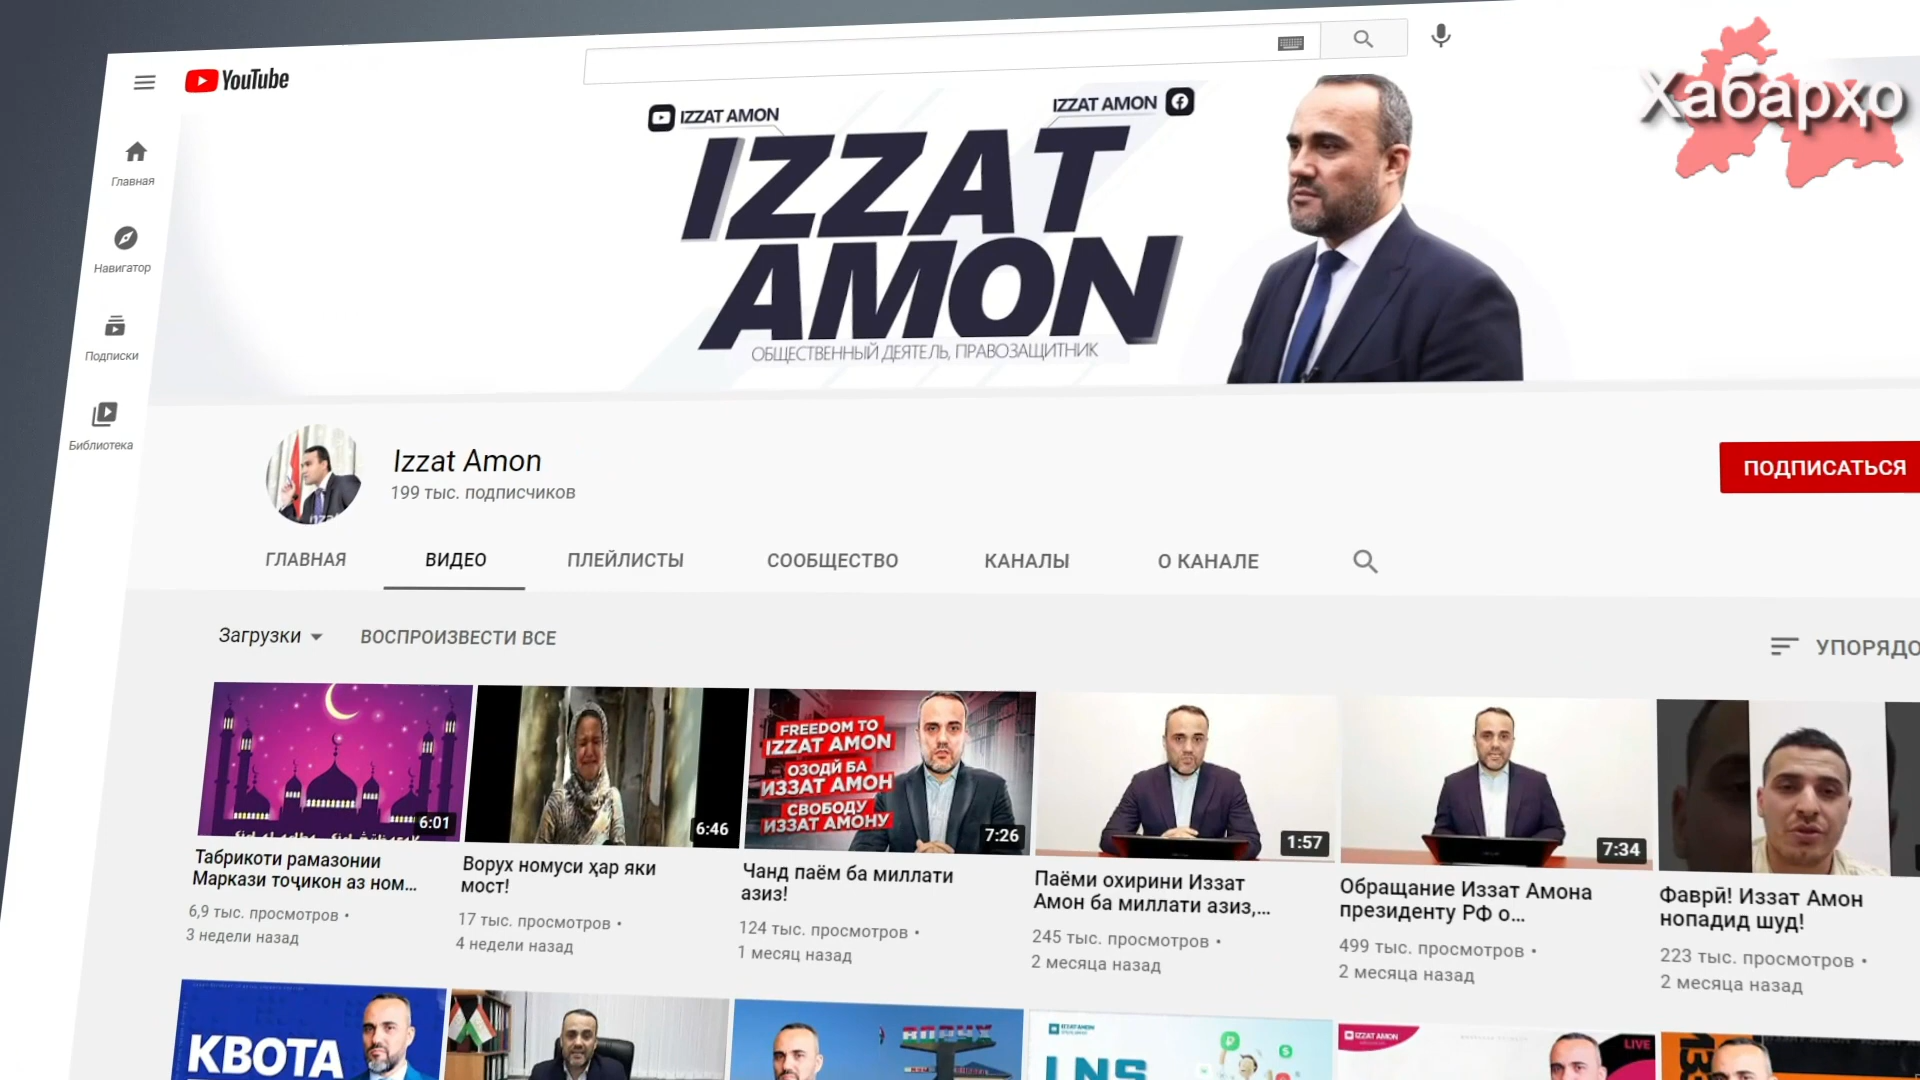 YouTube
Хабарҳо
IZZAT AMON
IZZAT AMON
IZZAT
AMON
ОБЩЕСТВЕННЫЙ ДЕЯТЕЛЬ, ПРАВОЗАЩИТНИК
Главная
Навигатор
Подписки
Библиотека
Izzat Amon
199 тыс. подписчиков
ПОДПИСАТЬСЯ
ГЛАВНАЯ
ВИДЕО
ПЛЕЙЛИСТЫ
СООБЩЕСТВО
КАНАЛЫ
О КАНАЛЕ
Загрузки
ВОСПРОИЗВЕСТИ ВСЕ
УПОРЯДО
6:01
Табрикоти рамазонии
Маркази тоҷикон аз ном...
6,9 тыс. просмотров •
3 недели назад
6:46
Ворух номуси ҳар яки
мост!
17 тыс. просмотров •
4 недели назад
FREEDOM TO
IZZAT AMON
ОЗОДӢ БА
ИЗЗАТ АМОН
СВОБОДУ
ИЗЗАТ АМОНУ
7:26
Чанд паём ба миллати
азиз!
124 тыс. просмотров •
1 месяц назад
1:57
Паёми охирини Иззат
Амон ба миллати азиз,...
245 тыс. просмотров •
2 месяца назад
7:34
Обращание Иззат Амона
президенту РФ о...
499 тыс. просмотров •
2 месяца назад
Фаврӣ! Иззат Амон
нопадид шуд!
223 тыс. просмотров •
2 месяца назад
КВОТА
ВОРУХ
IZZAT AMON
LNS
IZZAT AMON
LIVE